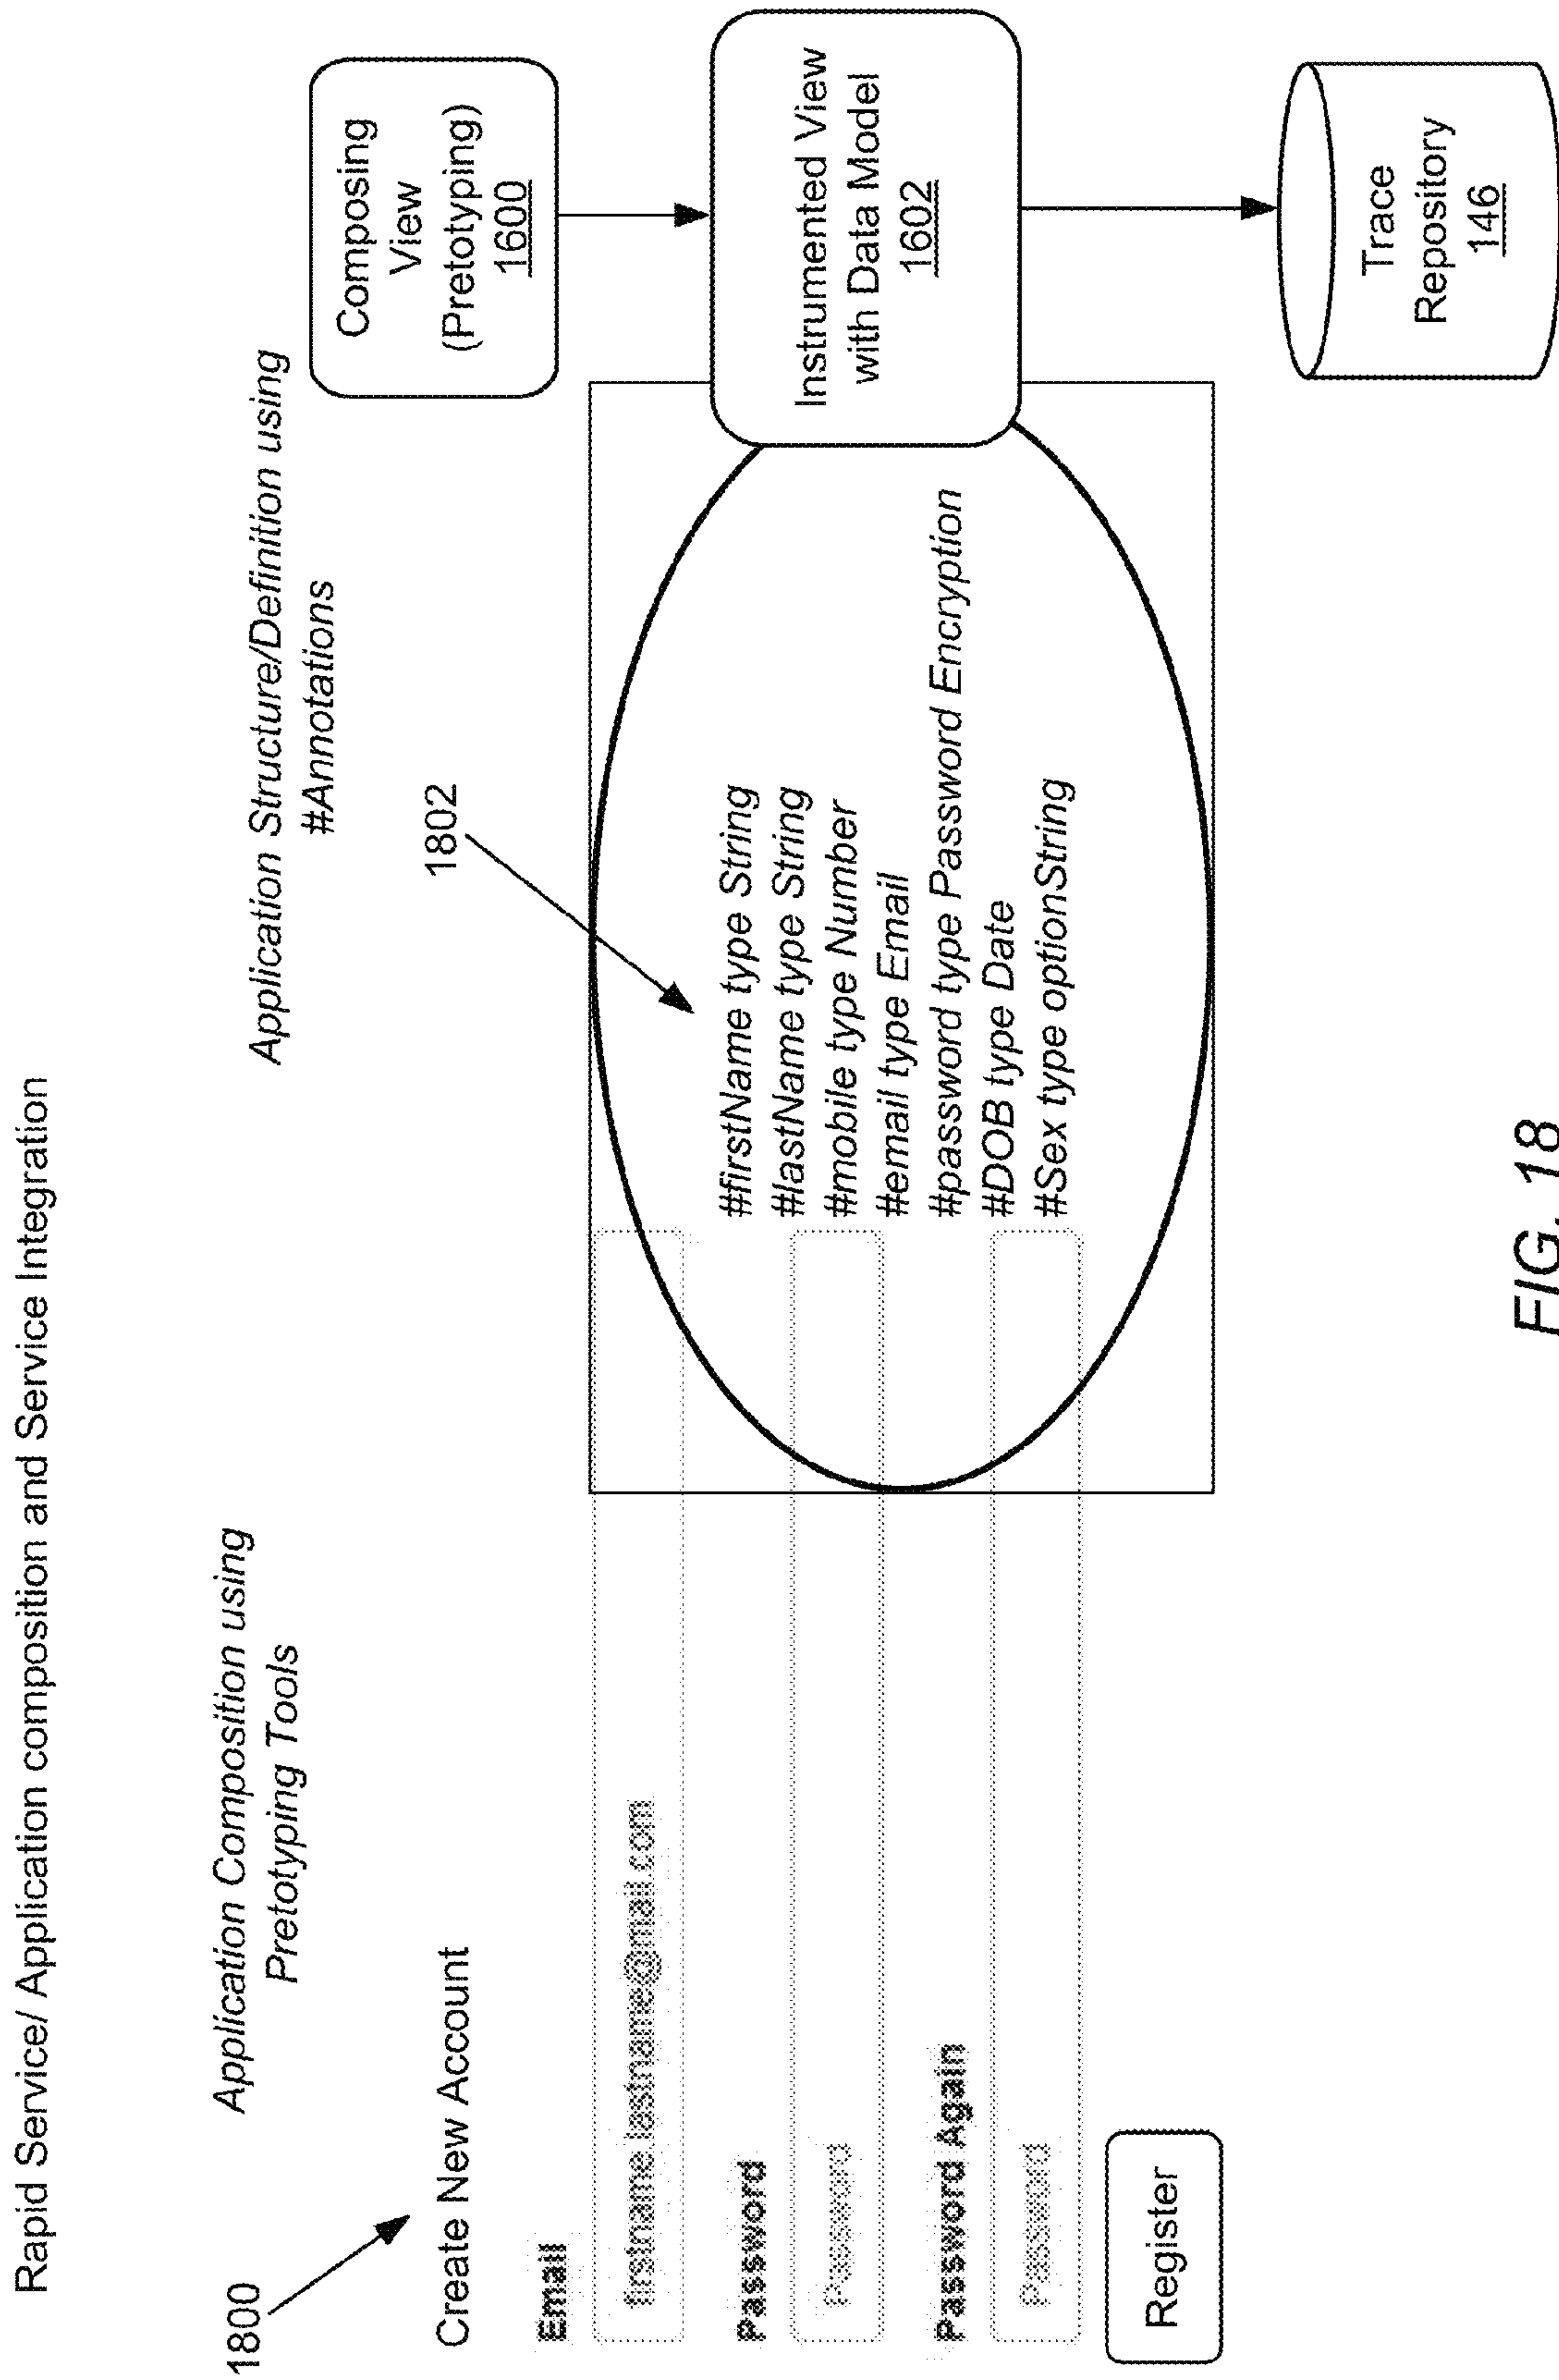 Rapid Service/ Application composition and Service Integration
1800
Application Composition using
Pretotyping Tools
Create New Account
Email
firstname.lastname@mail.com
Password
Password
Password Again
Password
Register
Application Structure/Definition using
#Annotations
1802
#firstName type String
#lastName type String
#mobile type Number
#email type Email
#password type Password Encryption
#DOB type Date
#Sex type optionString
Composing
View
(Pretotyping)
1600
Instrumented View
with Data Model
1602
Trace
Repository
146
FIG. 18